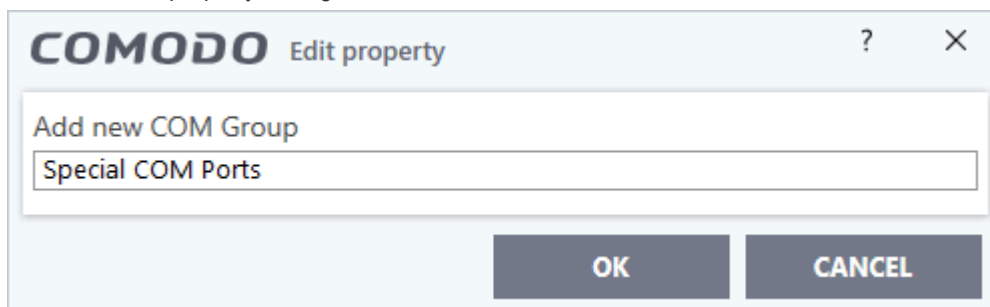 COMODO Edit property ? ×
Add new COM Group
Special COM Ports
OK CANCEL